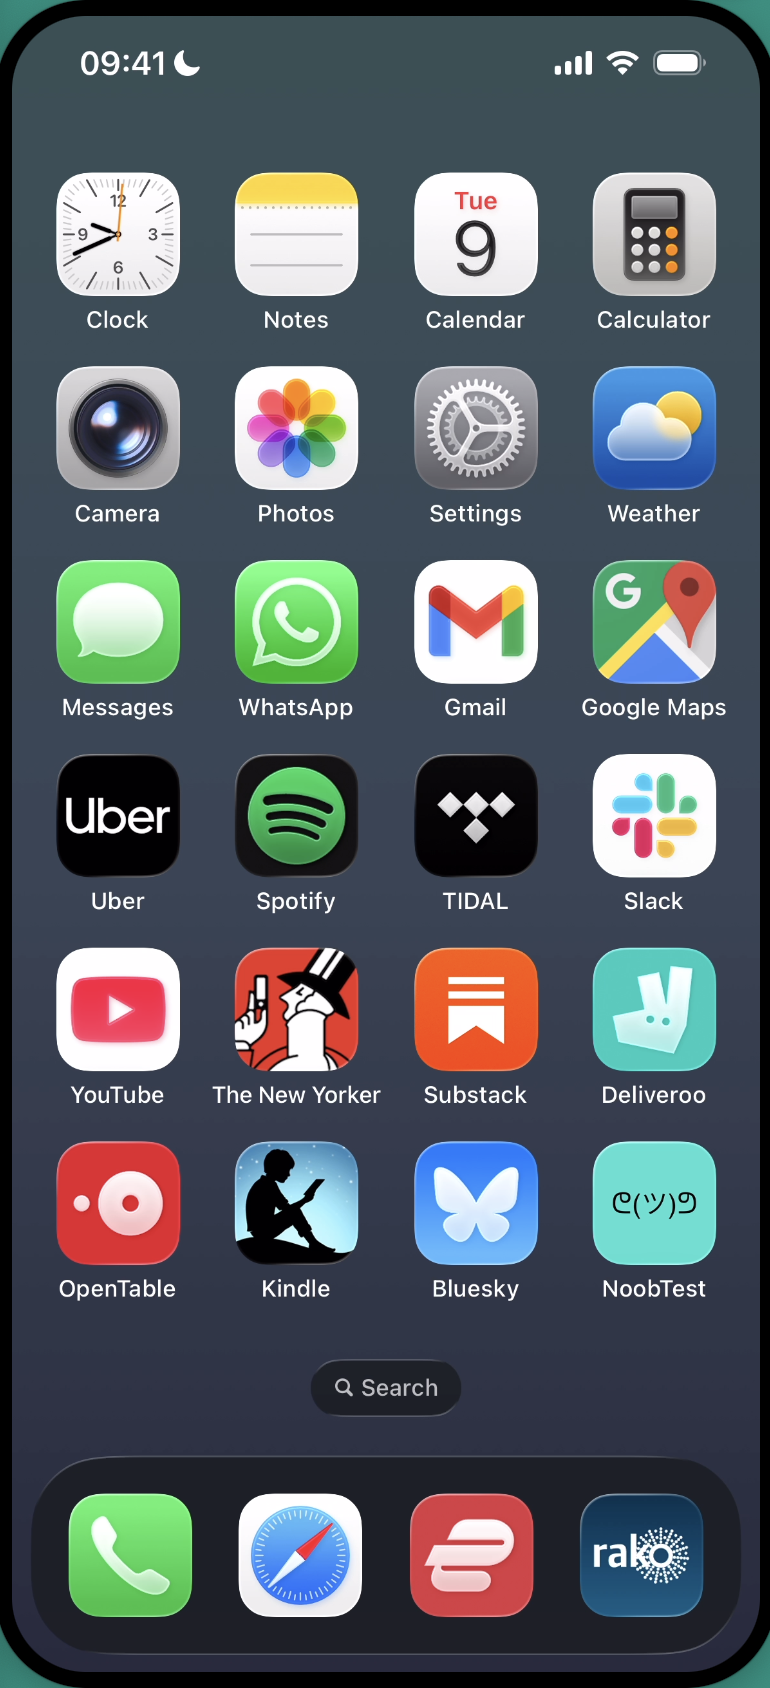 09:41
12
9
3
6
Clock
Notes
Tue
9
Calendar
Calculator
Camera
Photos
Settings
Weather
Messages
WhatsApp
Gmail
G
Google Maps
Uber
Uber
Spotify
TIDAL
Slack
YouTube
The New Yorker
Substack
Deliveroo
OpenTable
Kindle
Bluesky
ᕦ(ツ)ᕤ
NoobTest
Search
rako